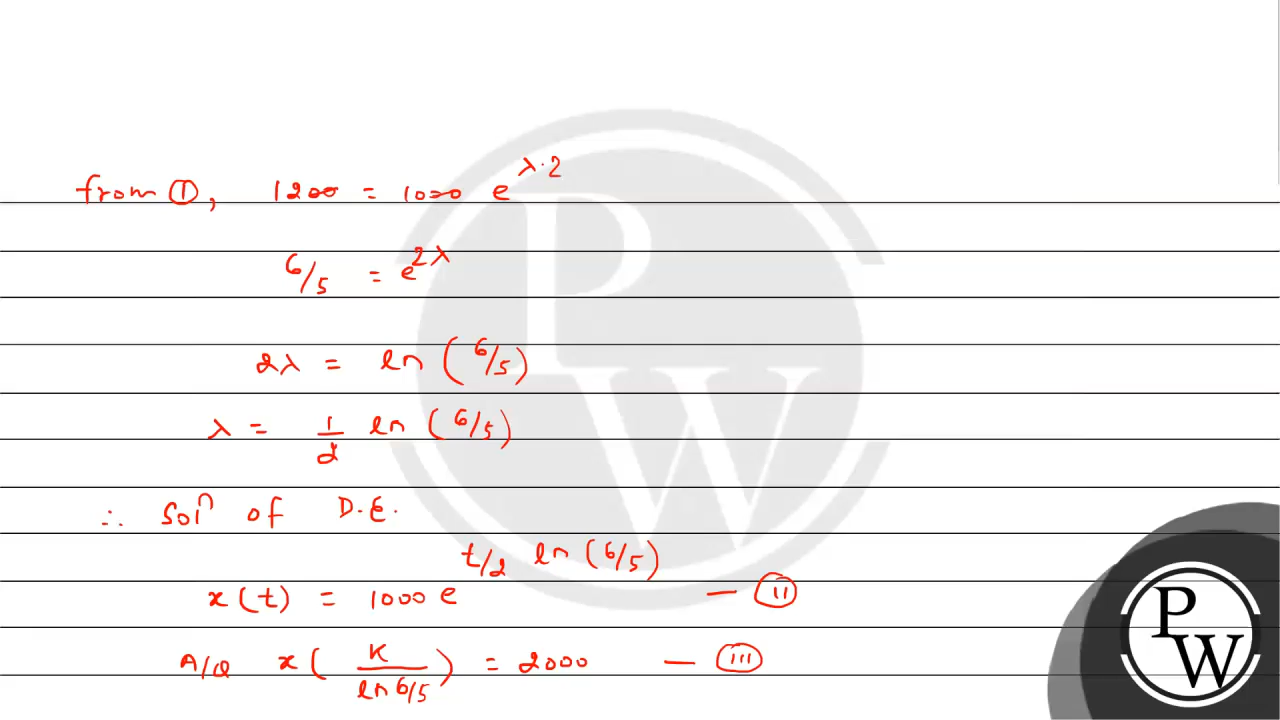 from ①, 1200 = 1000 e^λ·2
6/5 = e^2λ
2λ = ln (6/5)
λ = 1/2 ln (6/5)
∴ Solⁿ of D.E.
x(t) = 1000 e^t/2 ln(6/5) — ⓘⓘ
A/Q x( K/ln 6/5 ) = 2000 — (iii)
P
W
P
W